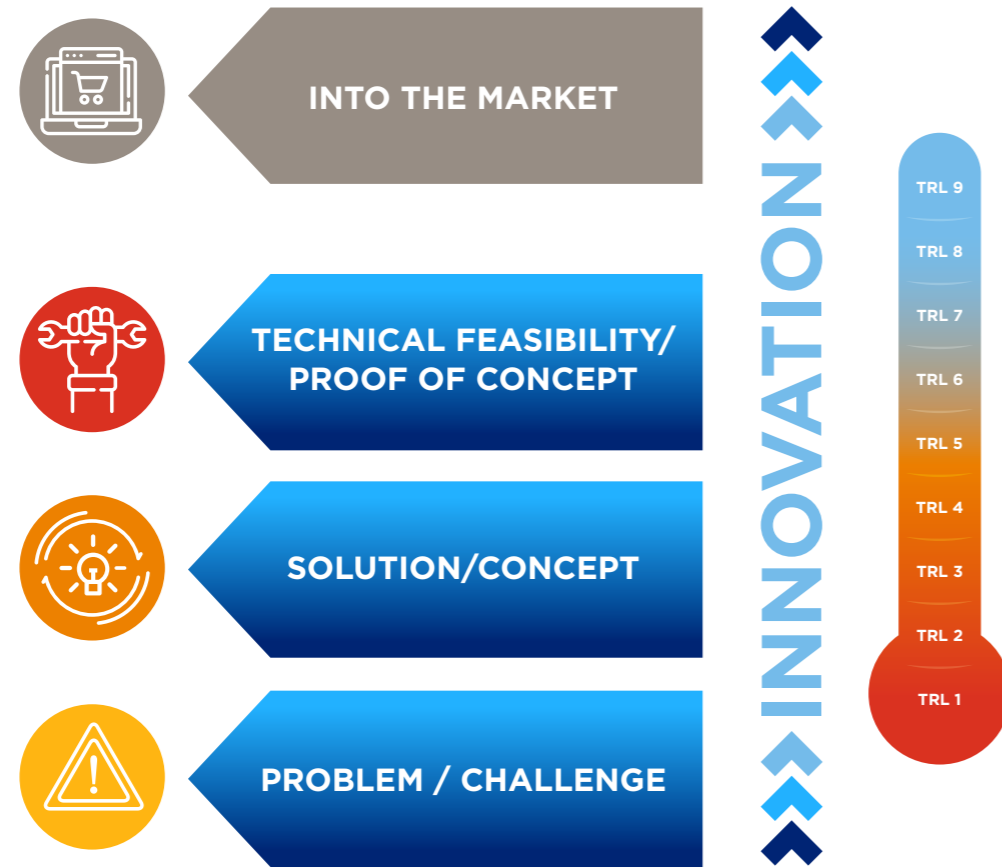 INTO THE MARKET
TECHNICAL FEASIBILITY/
PROOF OF CONCEPT
SOLUTION/CONCEPT
PROBLEM / CHALLENGE
INNOVATION
TRL 9
TRL 8
TRL 7
TRL 6
TRL 5
TRL 4
TRL 3
TRL 2
TRL 1